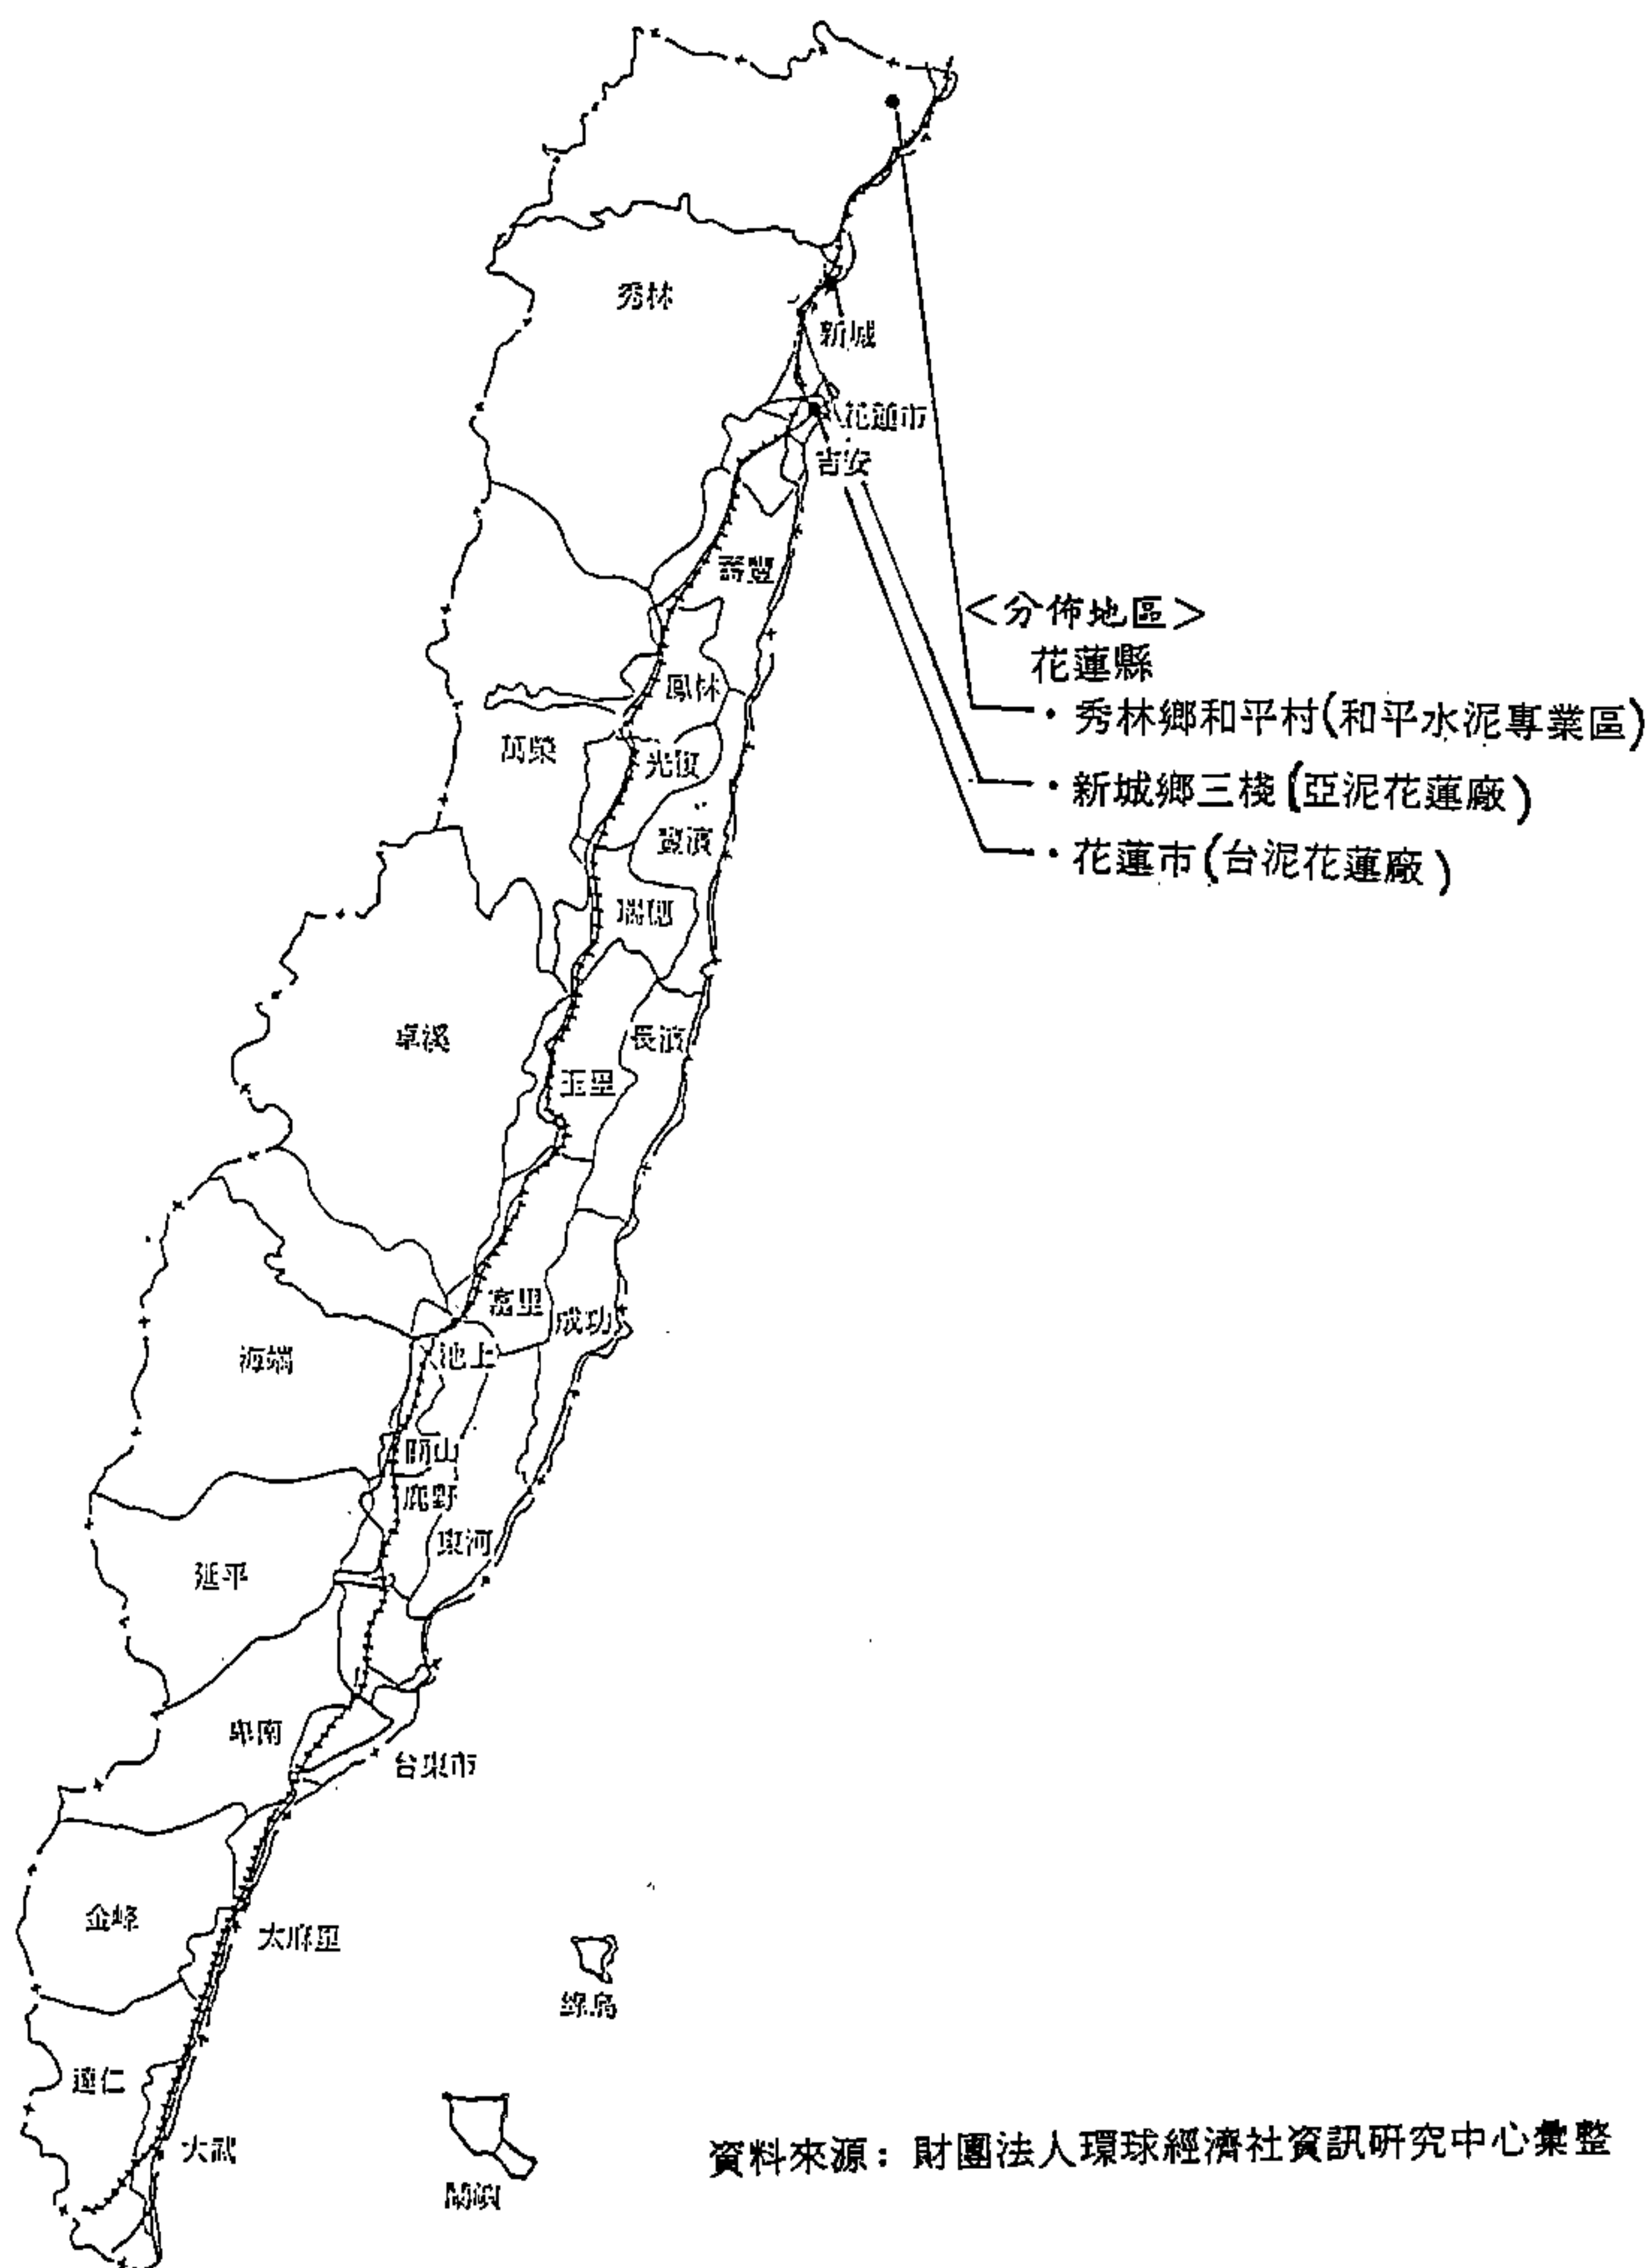 秀林
新城
花蓮市
吉安
壽豐
<分佈地區>
花蓮縣
・秀林鄉和平村(和平水泥專業區)
鳳林
・新城鄉三棧(亞泥花蓮廠)
萬榮
光復
・花蓮市(台泥花蓮廠)
豐濱
瑞穗
卓溪
長濱
玉里
富里
成功
海端
池上
關山
鹿野
東河
延平
卑南
台東市
金峰
太麻里
綠島
達仁
大武
蘭嶼
資料來源：財團法人環球經濟社資訊研究中心彙整